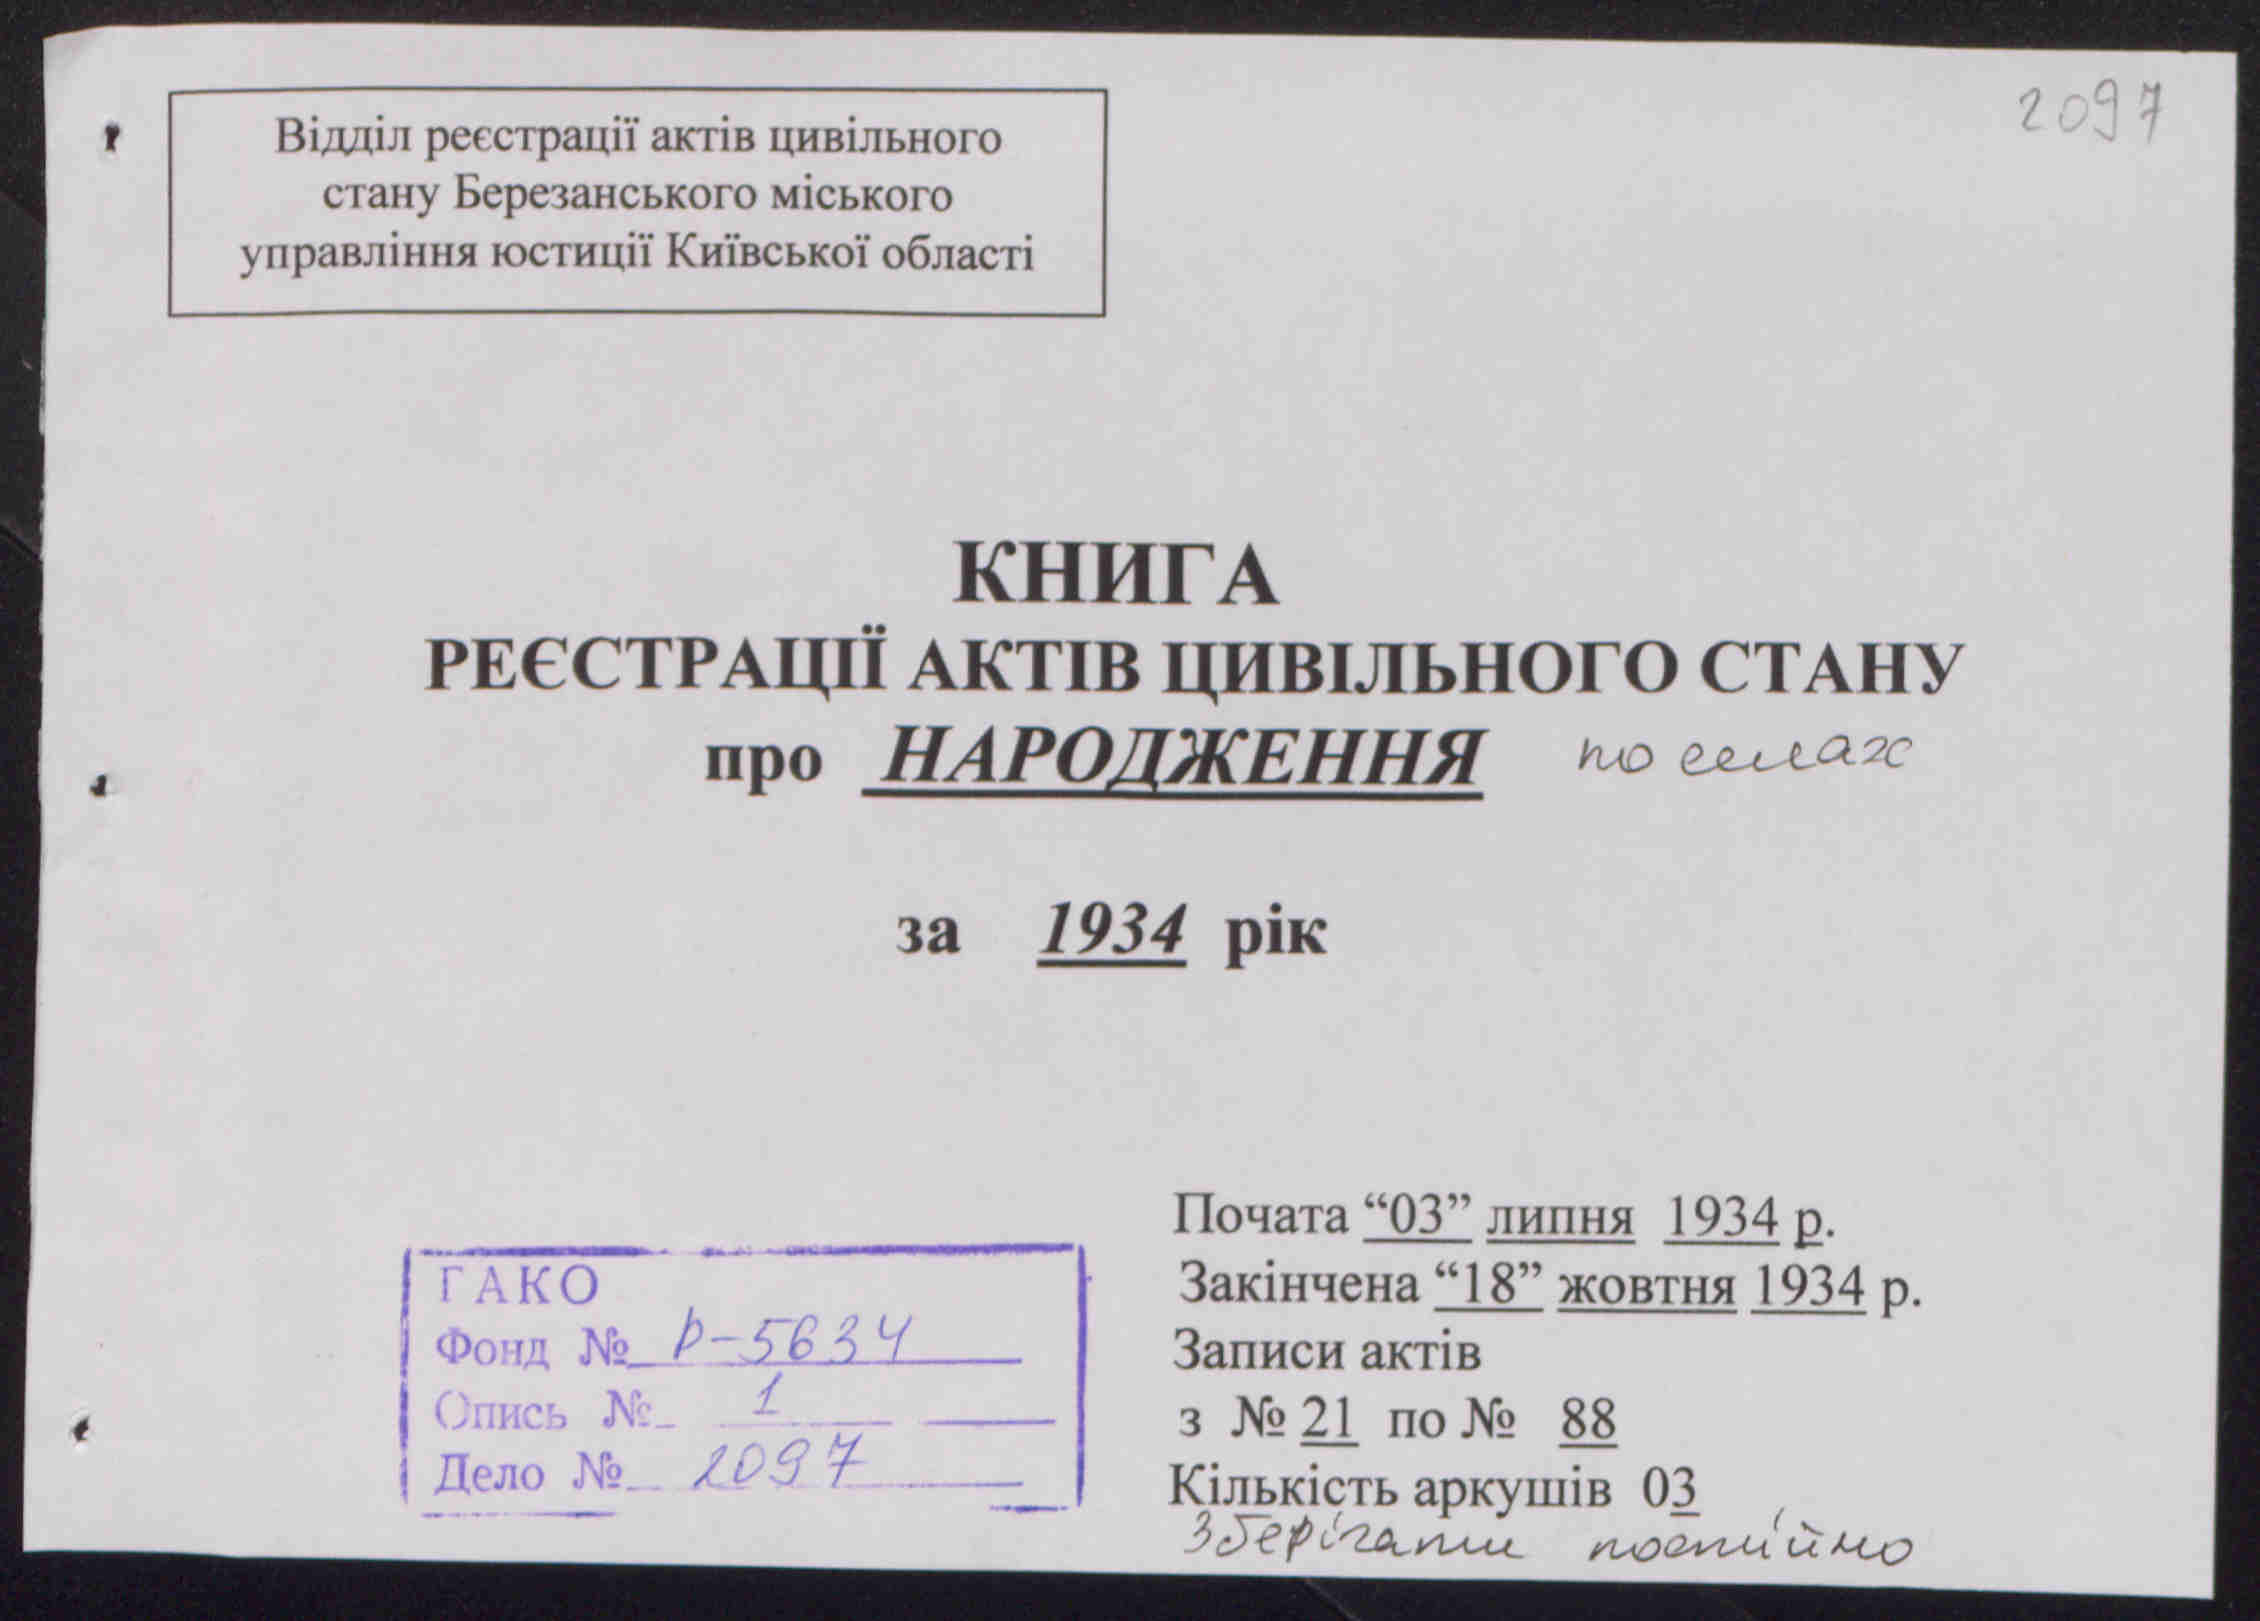 2097
Відділ реєстрації актів цивільного
стану Березанського міського
управління юстиції Київської області
КНИГА
РЕЄСТРАЦІЇ АКТІВ ЦИВІЛЬНОГО СТАНУ
про НАРОДЖЕННЯ по селах
за 1934 рік
Почата “03” липня 1934 р.
Закінчена “18” жовтня 1934 р.
Записи актів
з № 21 по № 88
Кількість аркушів 03
Зберігати постійно
ГАКО
Фонд № Р-5634
Опись № 1
Дело № 2097